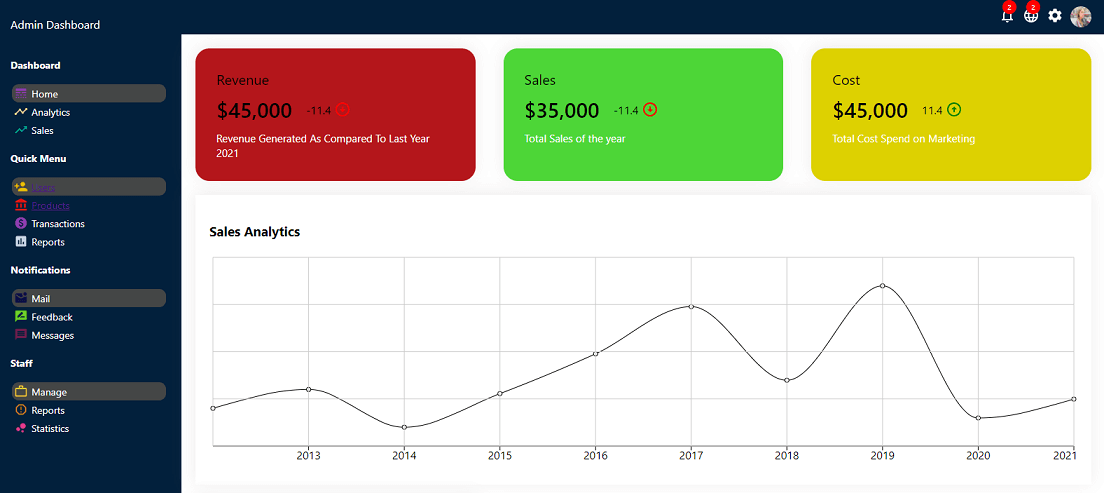 Admin Dashboard
2
2
Dashboard
Home
Analytics
Sales
Quick Menu
Users
Products
Transactions
Reports
Notifications
Mail
Feedback
Messages
Staff
Manage
Reports
Statistics
Revenue
$45,000 -11.4
Revenue Generated As Compared To Last Year
2021
Sales
$35,000 -11.4
Total Sales of the year
Cost
$45,000 11.4
Total Cost Spend on Marketing
Sales Analytics
2013 2014 2015 2016 2017 2018 2019 2020 2021